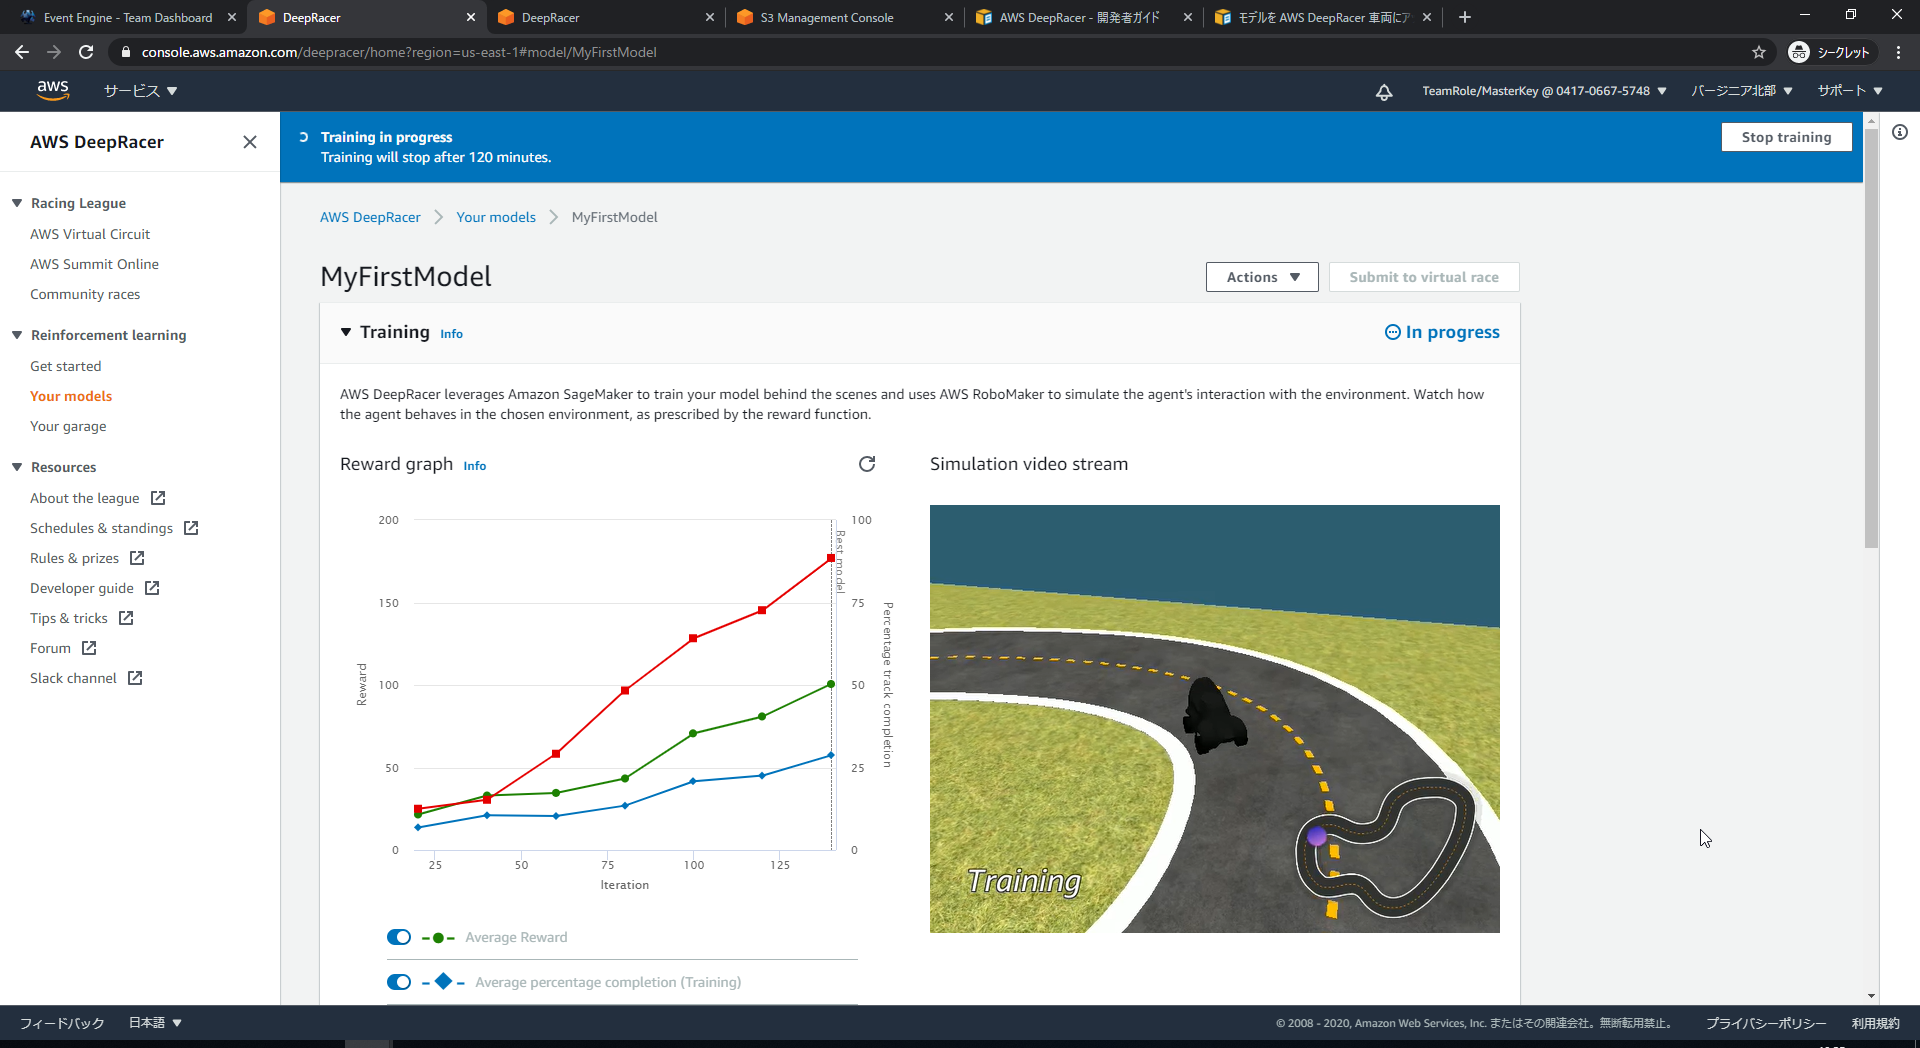 Event Engine - Team Dashboard
DeepRacer
DeepRacer
S3 Management Console
AWS DeepRacer - 開発者ガイド
モデルを AWS DeepRacer 車両にア
console.aws.amazon.com/deepracer/home?region=us-east-1#model/MyFirstModel
シークレット
aws
サービス
TeamRole/MasterKey @ 0417-0667-5748
バージニア北部
サポート
AWS DeepRacer
Racing League
AWS Virtual Circuit
AWS Summit Online
Community races
Reinforcement learning
Get started
Your models
Your garage
Resources
About the league
Schedules & standings
Rules & prizes
Developer guide
Tips & tricks
Forum
Slack channel
Training in progress
Training will stop after 120 minutes.
Stop training
AWS DeepRacer
Your models
MyFirstModel
MyFirstModel
Actions
Submit to virtual race
Training Info
In progress
AWS DeepRacer leverages Amazon SageMaker to train your model behind the scenes and uses AWS RoboMaker to simulate the agent's interaction with the environment. Watch how
the agent behaves in the chosen environment, as prescribed by the reward function.
Reward graph Info
200
150
100
50
0
Reward
100
75
50
25
0
Percentage track completion
Best model
25
50
75
100
125
Iteration
Average Reward
Average percentage completion (Training)
Simulation video stream
Training
フィードバック
日本語
© 2008 - 2020, Amazon Web Services, Inc. またはその関連会社。無断転用禁止。
プライバシーポリシー
利用規約